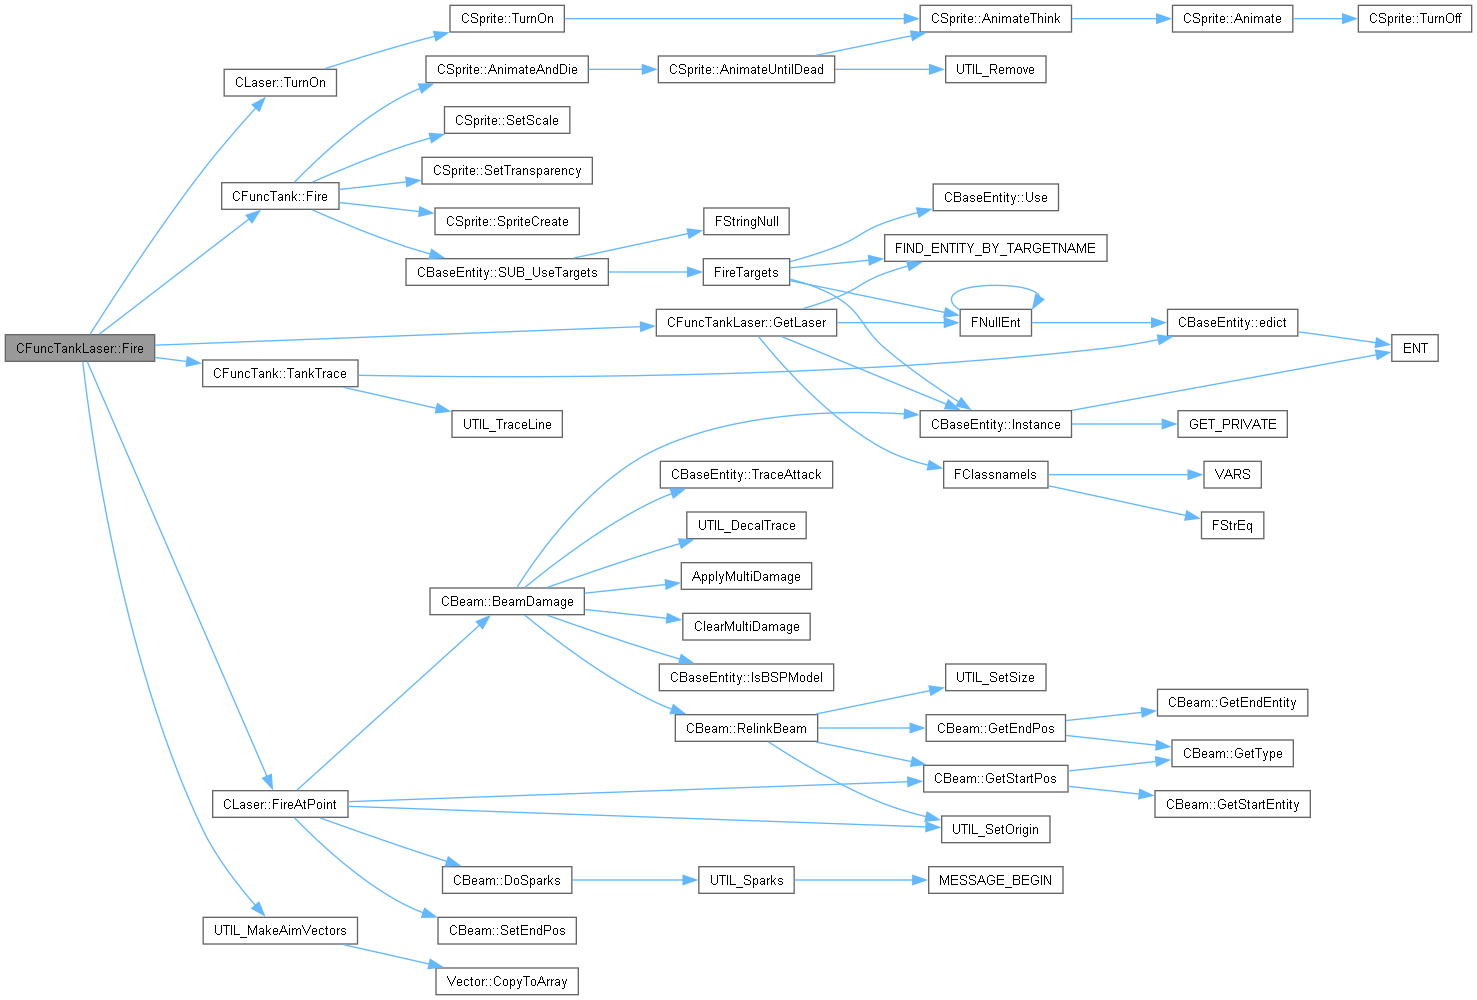 CSprite::TurnOn
CSprite::AnimateThink
CSprite::Animate
CSprite::TurnOff
CLaser::TurnOn
CSprite::AnimateAndDie
CSprite::AnimateUntilDead
UTIL_Remove
CSprite::SetScale
CSprite::SetTransparency
CFuncTank::Fire
CSprite::SpriteCreate
CBaseEntity::Use
FStringNull
FIND_ENTITY_BY_TARGETNAME
CBaseEntity::SUB_UseTargets
FireTargets
CFuncTankLaser::GetLaser
FNullEnt
CBaseEntity::edict
CFuncTankLaser::Fire
ENT
CFuncTank::TankTrace
UTIL_TraceLine
CBaseEntity::Instance
GET_PRIVATE
CBaseEntity::TraceAttack
FClassnameIs
VARS
UTIL_DecalTrace
FStrEq
ApplyMultiDamage
CBeam::BeamDamage
ClearMultiDamage
CBaseEntity::IsBSPModel
UTIL_SetSize
CBeam::GetEndEntity
CBeam::RelinkBeam
CBeam::GetEndPos
CBeam::GetType
CBeam::GetStartPos
CLaser::FireAtPoint
CBeam::GetStartEntity
UTIL_SetOrigin
CBeam::DoSparks
UTIL_Sparks
MESSAGE_BEGIN
UTIL_MakeAimVectors
CBeam::SetEndPos
Vector::CopyToArray